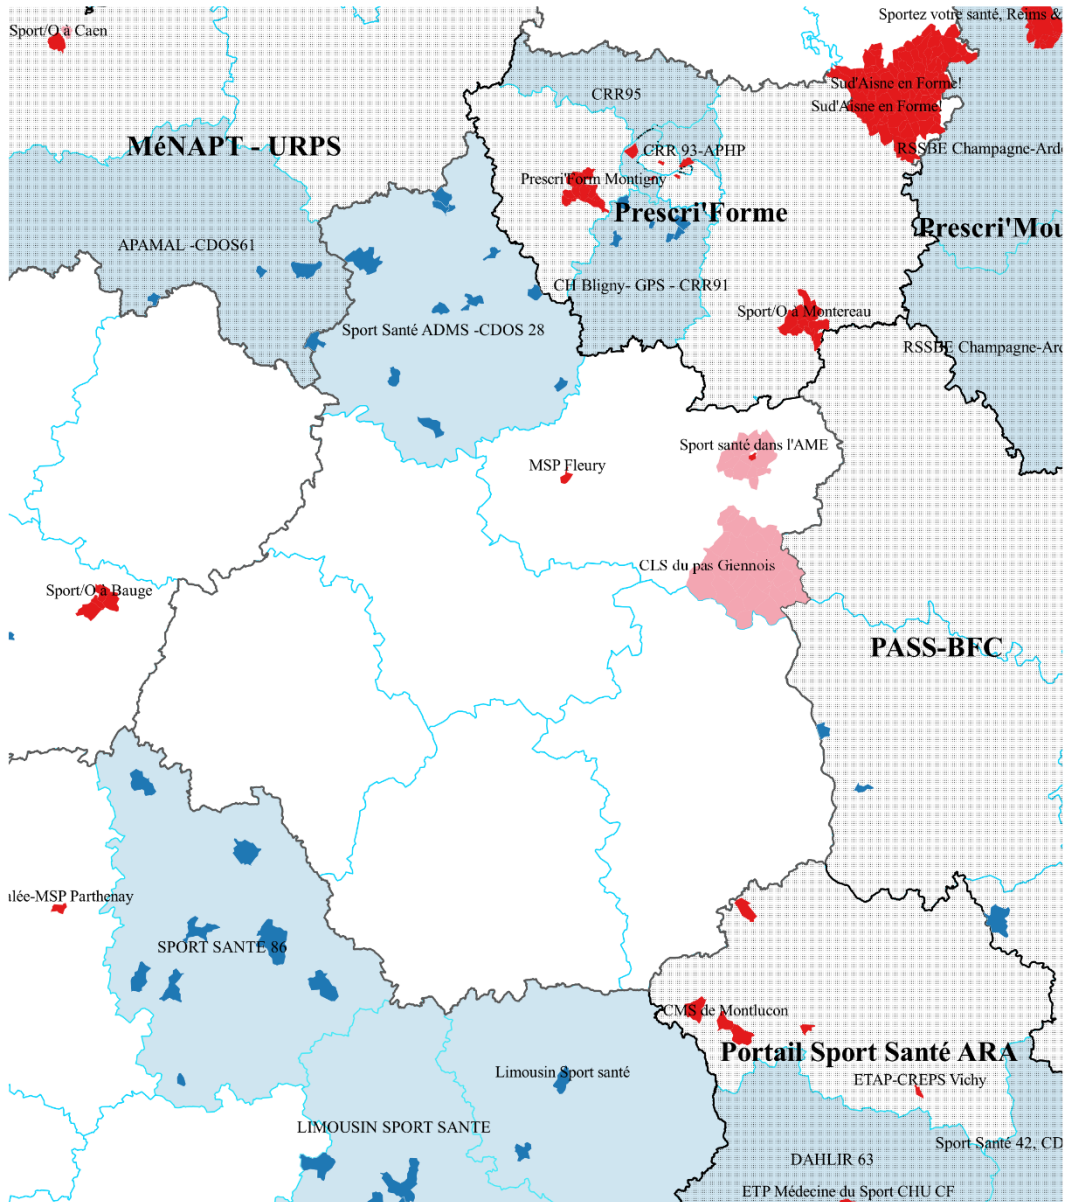 Sportez votre santé, Reims &
Sport/O à Caen
Sud'Aisne en Forme!
CRR95
Sud'Aisne en Forme!
MéNAPT - URPS
CRR 93-APHP
RSSBE Champagne-Ard
Prescri'Form Montigny
Prescri'Forme
Prescri'Mou
APAMAL -CDOS61
CH Bligny- GPS - CRR91
Sport/O à Montereau
Sport Santé ADMS -CDOS 28
RSSBE Champagne-Ard
Sport santé dans l'AME
MSP Fleury
CLS du pas Giennois
Sport/O à Bauge
PASS-BFC
ulée-MSP Parthenay
SPORT SANTE 86
CMS de Montlucon
Portail Sport Santé ARA
Limousin Sport santé
ETAP-CREPS Vichy
LIMOUSIN SPORT SANTE
Sport Santé 42, CD
DAHLIR 63
ETP Médecine du Sport CHU CF